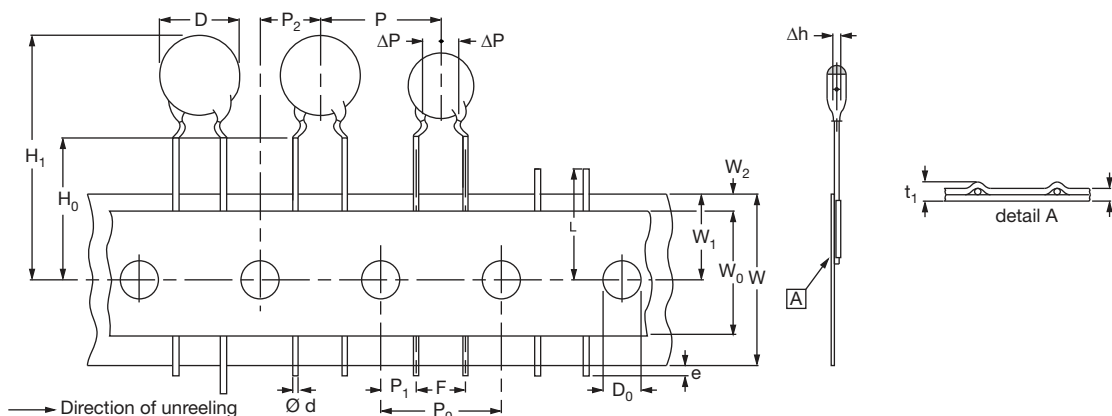 D
P₂
P
ΔP
ΔP
Δh
H₁
H₀
W₂
L
W₁
W₀
W
t₁
detail A
A
e
P₁
F
D₀
Ø d
P₀
Direction of unreeling